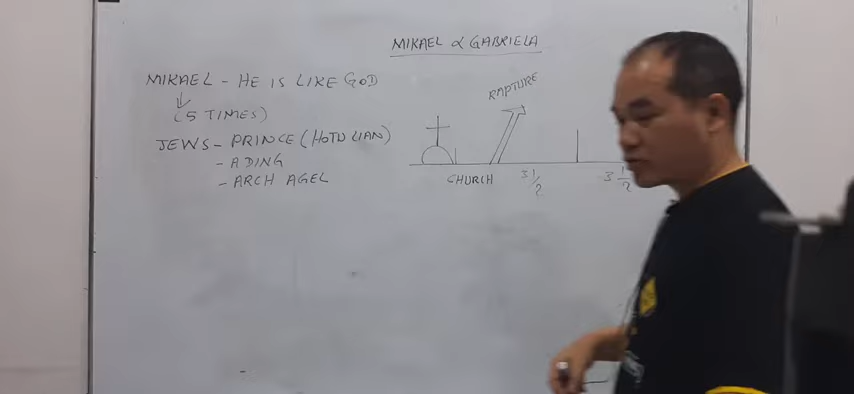 MIKAEL & GABRIELA
MIKAEL - HE IS LIKE GOD
(5 TIMES)
JEWS - PRINCE (HOTU LIAN)
- ADING
- ARCH AGEL
RAPTURE
CHURCH
3 1/2
3 1/2